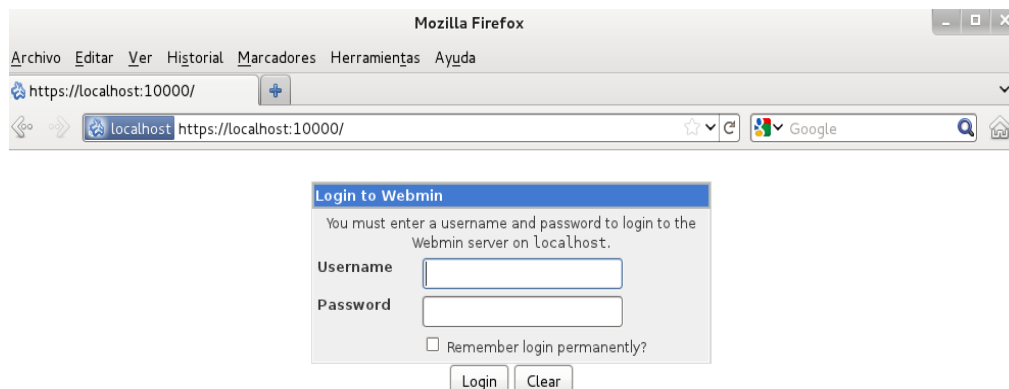 Mozilla Firefox
Archivo Editar Ver Historial Marcadores Herramientas Ayuda
https://localhost:10000/
localhost https://localhost:10000/ Google
Login to Webmin
You must enter a username and password to login to the
Webmin server on localhost.
Username
Password
Remember login permanently?
Login Clear